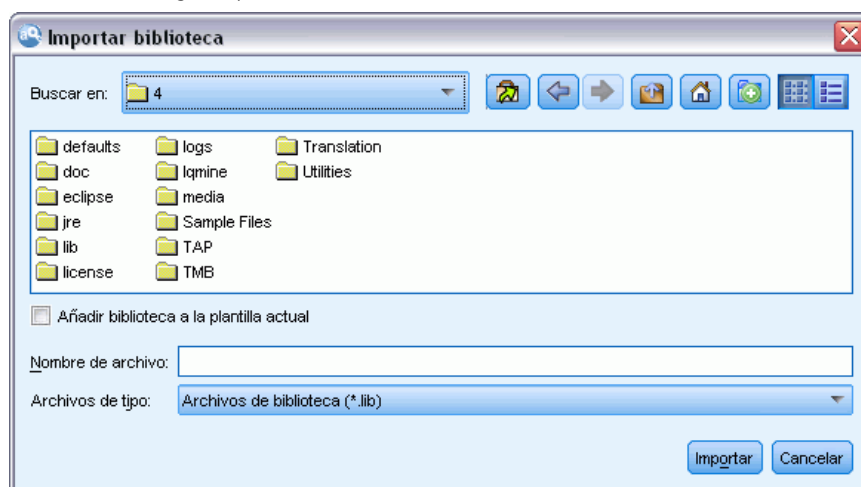 Importar biblioteca
Buscar en: 4
defaults logs Translation
doc lqmine Utilities
eclipse media
jre Sample Files
lib TAP
license TMB
Añadir biblioteca a la plantilla actual
Nombre de archivo:
Archivos de tipo: Archivos de biblioteca (*.lib)
Importar Cancelar